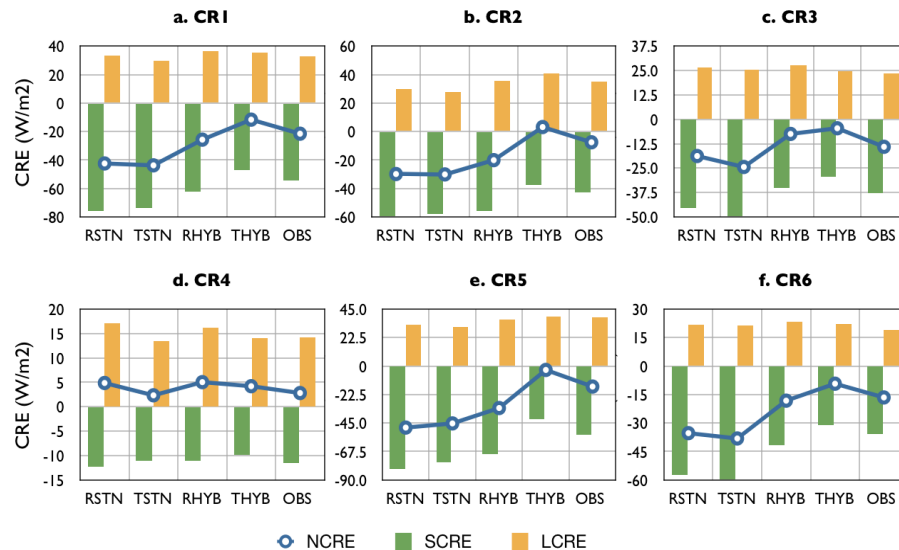 a. CR1
b. CR2
c. CR3
CRE (W/m2)
40
20
0
-20
-40
-60
-80
60
40
20
0
-20
-40
-60
37.5
25.0
12.5
0
-12.5
-25.0
-37.5
-50.0
RSTN TSTN RHYB THYB OBS
RSTN TSTN RHYB THYB OBS
RSTN TSTN RHYB THYB OBS
d. CR4
e. CR5
f. CR6
CRE (W/m2)
20
15
10
5
0
-5
-10
-15
45.0
22.5
0
-22.5
-45.0
-67.5
-90.0
30
15
0
-15
-30
-45
-60
RSTN TSTN RHYB THYB OBS
RSTN TSTN RHYB THYB OBS
RSTN TSTN RHYB THYB OBS
NCRE SCRE LCRE